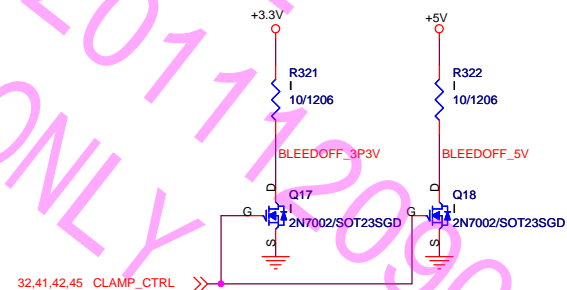 +3.3V
+5V
R321
I
10/1206
R322
I
10/1206
BLEEDOFF_3P3V
BLEEDOFF_5V
D
Q17
I
2N7002/SOT23SGD
G
S
D
Q18
I
2N7002/SOT23SGD
G
S
32,41,42,45 CLAMP_CTRL
ONLY